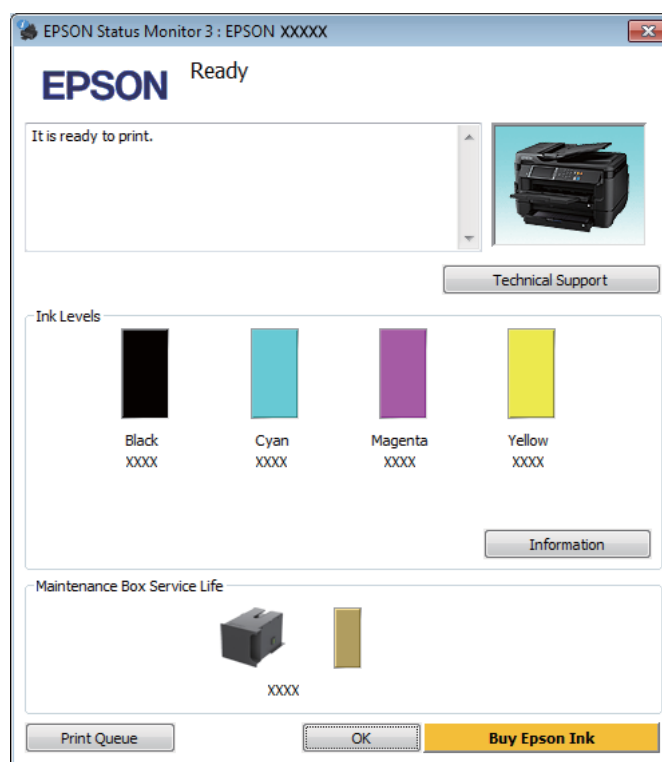 EPSON Status Monitor 3 : EPSON XXXXX
EPSON
Ready
It is ready to print.
Technical Support
Ink Levels
Black Cyan Magenta Yellow
XXXX XXXX XXXX XXXX
Information
Maintenance Box Service Life
XXXX
Print Queue OK Buy Epson Ink